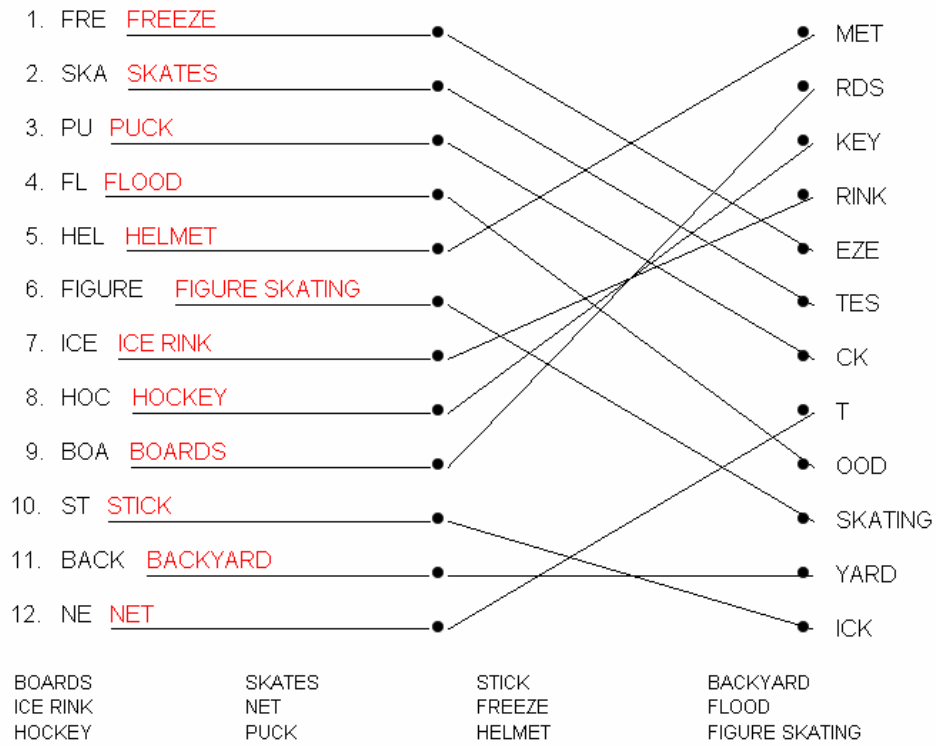 1. FRE FREEZE MET
2. SKA SKATES RDS
3. PU PUCK KEY
4. FL FLOOD RINK
5. HEL HELMET EZE
6. FIGURE FIGURE SKATING TES
7. ICE ICE RINK CK
8. HOC HOCKEY T
9. BOA BOARDS OOD
10. ST STICK SKATING
11. BACK BACKYARD YARD
12. NE NET ICK
BOARDS SKATES STICK BACKYARD
ICE RINK NET FREEZE FLOOD
HOCKEY PUCK HELMET FIGURE SKATING